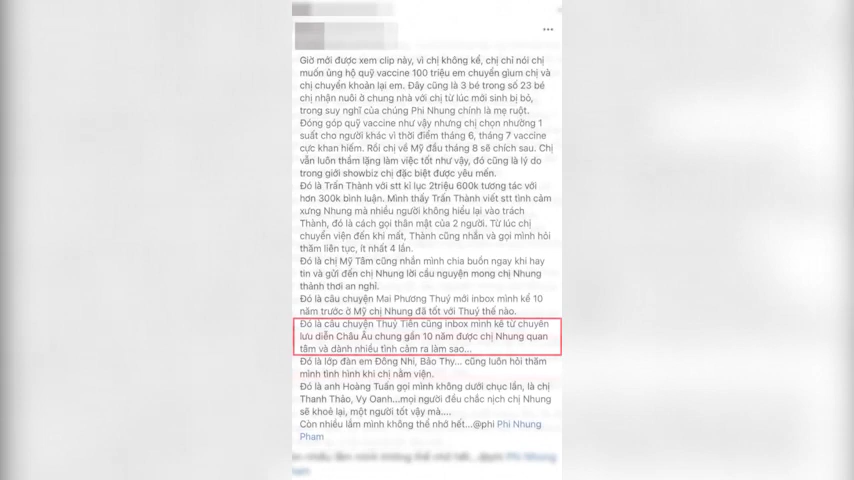 Giờ mới được xem clip này, vì chị không kể, chị chỉ nói chị
muốn ủng hộ quỹ vaccine 100 triệu em chuyển giùm chị và
chị chuyển khoản lại em. Đây cũng là 3 bé trong số 23 bé
chị nhận nuôi ở chung nhà với chị từ lúc mới sinh bị bỏ,
trong suy nghĩ của chúng Phi Nhung chính là mẹ ruột.
Đóng góp quỹ vaccine như vậy nhưng chị chọn nhường 1
suất cho người khác vì thời điểm tháng 6, tháng 7 vaccine
cực khan hiếm. Rồi chị về Mỹ đầu tháng 8 sẽ chích sau. Chị
vẫn luôn thầm lặng làm việc tốt như vậy, đó cũng là lý do
trong giới showbiz chị đặc biệt được yêu mến.
Đó là Trấn Thành với stt kỉ lục 2triệu 600k tương tác với
hơn 300k bình luận. Mình thấy Trấn Thành viết stt tình cảm
xưng Nhung mà nhiều người không hiểu lại vào trách
Thành, đó là cách gọi thân mật của 2 người. Từ lúc chị
chuyển viện đến khi mất, Thành cũng nhắn và gọi mình hỏi
thăm liên tục, ít nhất 4 lần.
Đó là chị Mỹ Tâm cũng nhắn mình chia buồn ngay khi hay
tin và gửi đến chị Nhung lời cầu nguyện mong chị Nhung
thảnh thơi an nghỉ.
Đó là câu chuyện Mai Phương Thuý mới inbox mình kể 10
năm trước ở Mỹ chị Nhung đã tốt với Thuý thế nào.
Đó là câu chuyện Thuỷ Tiên cũng inbox mình kể từ chuyến
lưu diễn Châu Âu chung gần 10 năm được chị Nhung quan
tâm và dành nhiều tình cảm ra làm sao...
Đó là lớp đàn em Đông Nhi, Bảo Thy... cũng luôn hỏi thăm
mình tình hình khi chị nằm viện.
Đó là anh Hoàng Tuấn gọi mình không dưới chục lần, là chị
Thanh Thảo, Vy Oanh...mọi người đều chắc nịch chị Nhung
sẽ khoẻ lại, một người tốt vậy mà....
Còn nhiều lắm mình không thể nhớ hết...@phi Phi Nhung
Pham